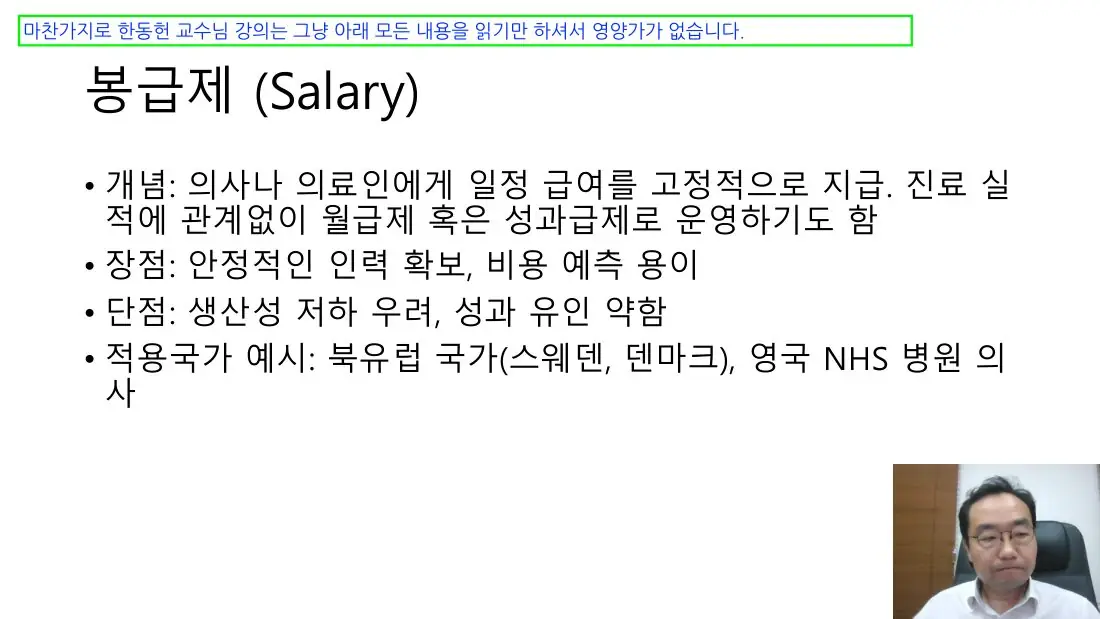 마찬가지로 한동헌 교수님 강의는 그냥 아래 모든 내용을 읽기만 하셔서 영양가가 없습니다.
봉급제 (Salary)
• 개념: 의사나 의료인에게 일정 급여를 고정적으로 지급. 진료 실
적에 관계없이 월급제 혹은 성과급제로 운영하기도 함
• 장점: 안정적인 인력 확보, 비용 예측 용이
• 단점: 생산성 저하 우려, 성과 유인 약함
• 적용국가 예시: 북유럽 국가(스웨덴, 덴마크), 영국 NHS 병원 의
사